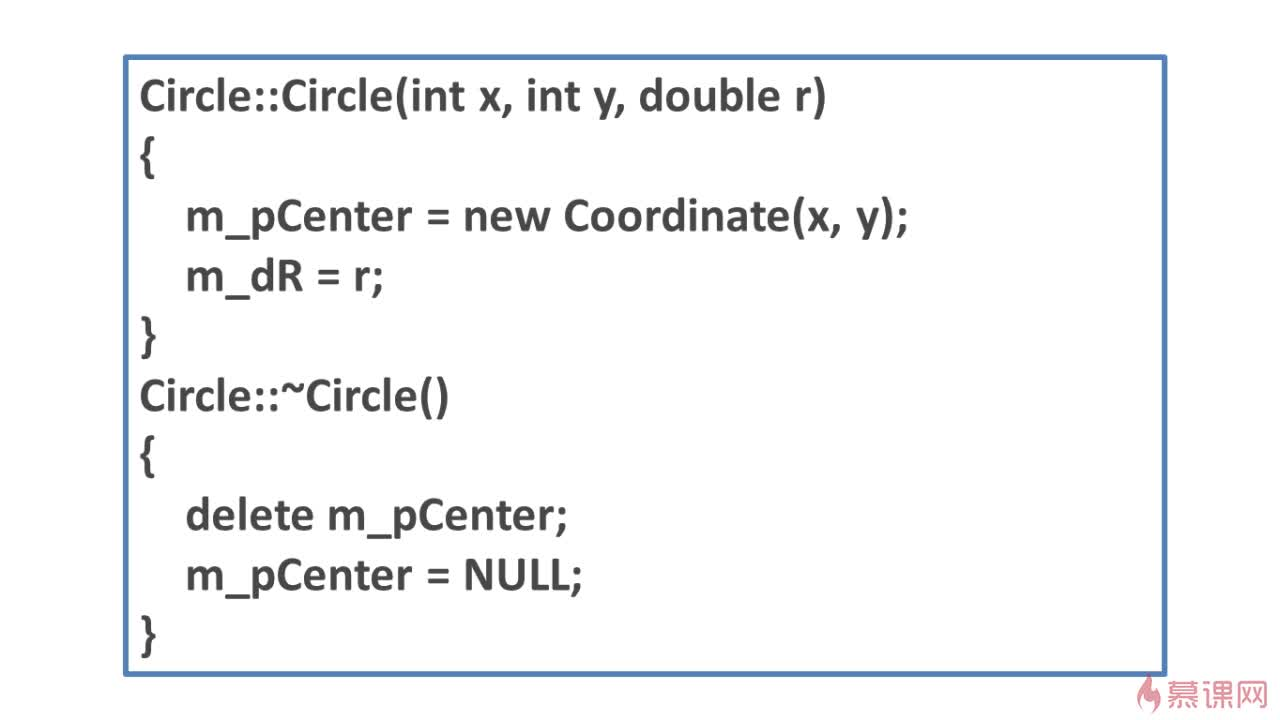 Circle::Circle(int x, int y, double r)
{
    m_pCenter = new Coordinate(x, y);
    m_dR = r;
}
Circle::~Circle()
{
    delete m_pCenter;
    m_pCenter = NULL;
}
慕课网